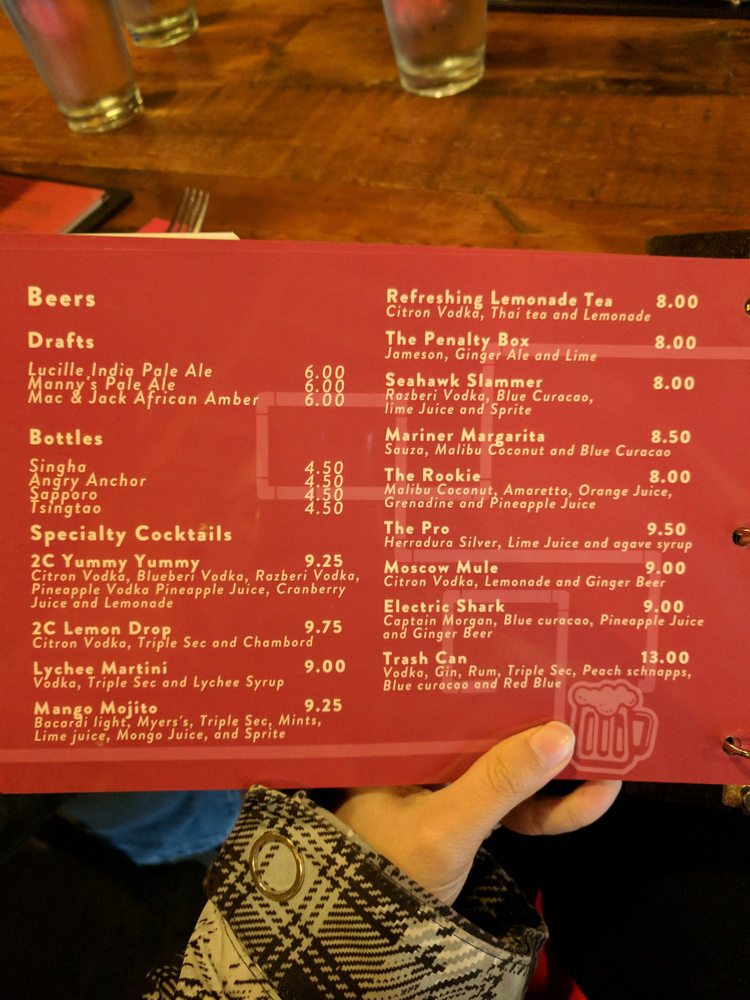 Beers
Drafts
Lucille India Pale Ale 6.00
Manny's Pale Ale 6.00
Mac & Jack African Amber 6.00
Bottles
Singha 4.50
Angry Anchor 4.50
Sapporo 4.50
Tsingtao 4.50
Specialty Cocktails
2C Yummy Yummy 9.25
Citron Vodka, Blueberi Vodka, Razberi Vodka,
Pineapple Vodka Pineapple Juice, Cranberry
Juice and Lemonade
2C Lemon Drop 9.75
Citron Vodka, Triple Sec and Chambord
Lychee Martini 9.00
Vodka, Triple Sec and Lychee Syrup
Mango Mojito 9.25
Bacardi light, Myers's, Triple Sec, Mints,
Lime juice, Mongo Juice, and Sprite
Refreshing Lemonade Tea 8.00
Citron Vodka, Thai tea and Lemonade
The Penalty Box 8.00
Jameson, Ginger Ale and Lime
Seahawk Slammer 8.00
Razberi Vodka, Blue Curacao,
lime Juice and Sprite
Mariner Margarita 8.50
Sauza, Malibu Coconut and Blue Curacao
The Rookie 8.00
Malibu Coconut, Amaretto, Orange Juice,
Grenadine and Pineapple Juice
The Pro 9.50
Herradura Silver, Lime Juice and agave syrup
Moscow Mule 9.00
Citron Vodka, Lemonade and Ginger Beer
Electric Shark 9.00
Captain Morgan, Blue curacao, Pineapple Juice
and Ginger Beer
Trash Can 13.00
Vodka, Gin, Rum, Triple Sec, Peach schnapps,
Blue curacao and Red Blue